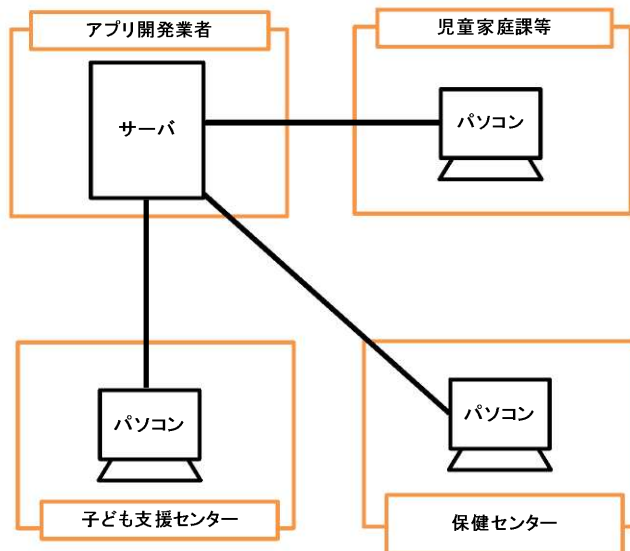 アプリ開発業者
児童家庭課等
サーバ
パソコン
パソコン
パソコン
子ども支援センター
保健センター